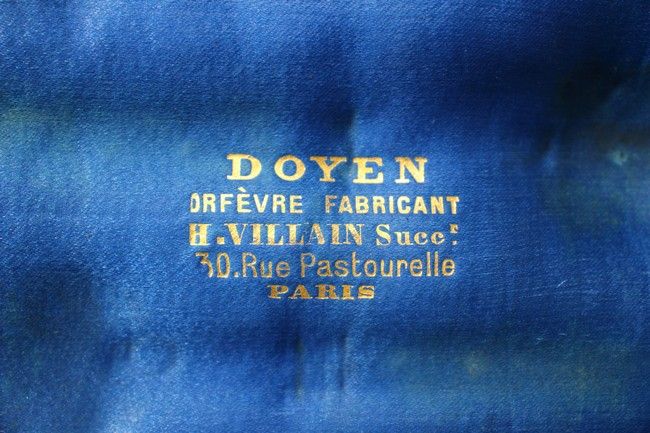 DOYEN
ORFÈVRE FABRICANT
H.VILLAIN Succr.
30.Rue Pastourelle
PARIS